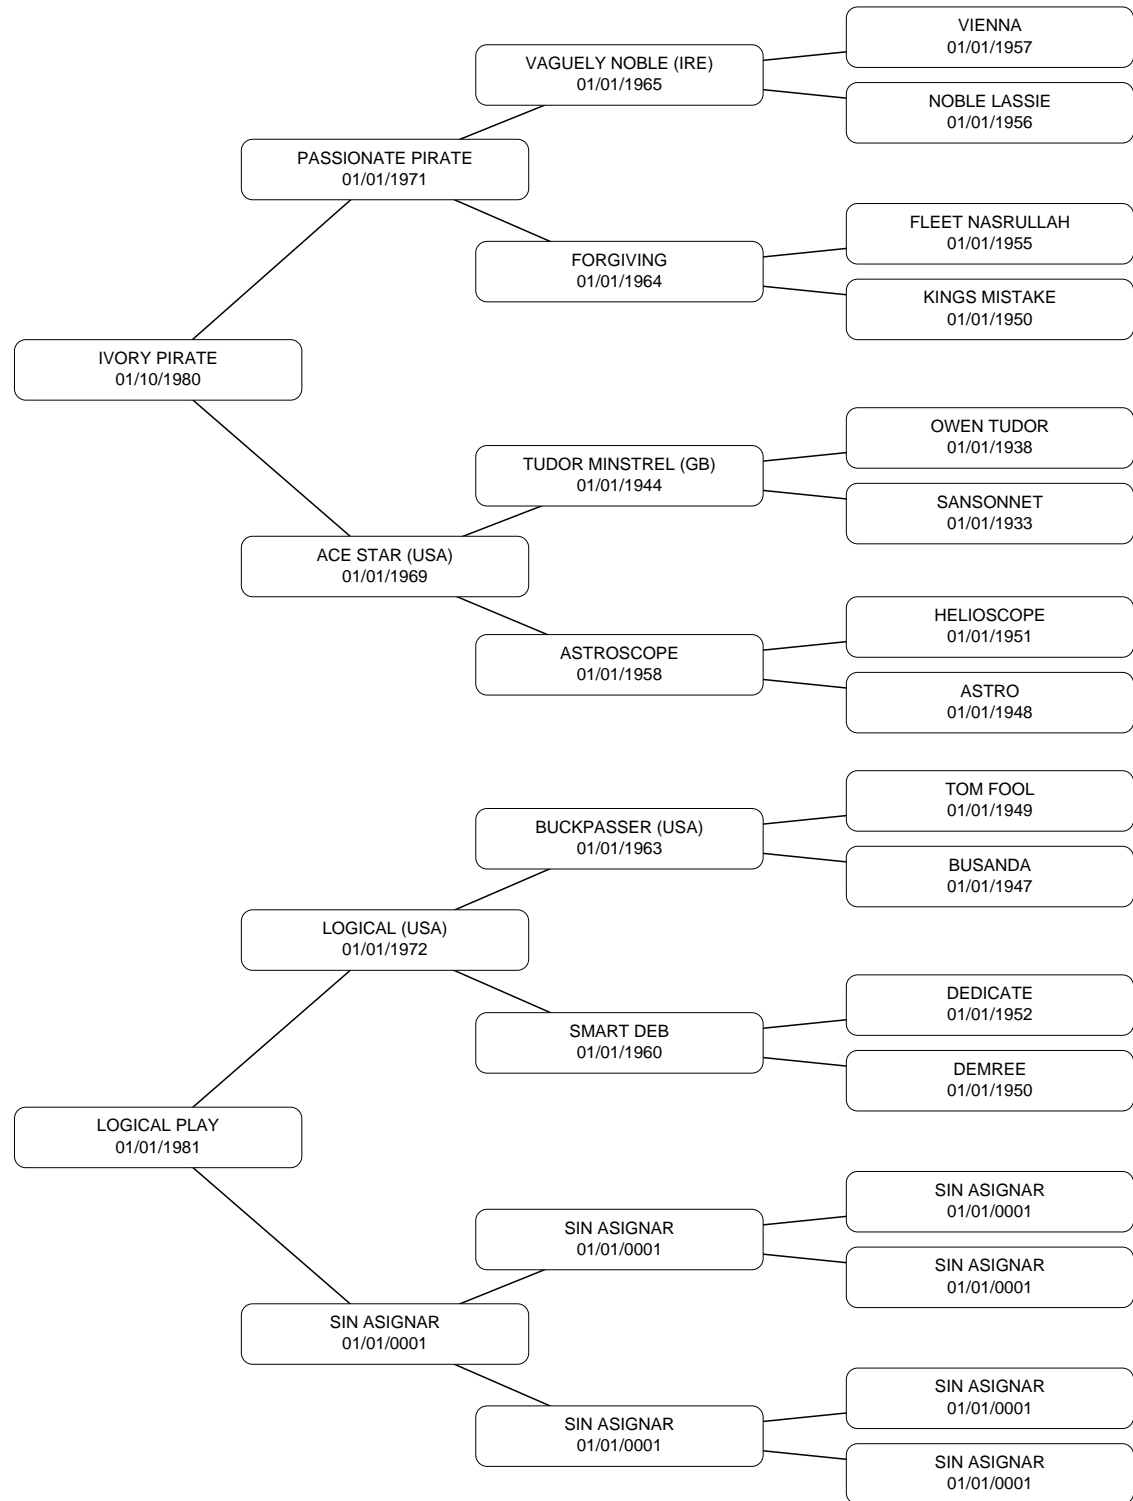 VIENNA
01/01/1957
VAGUELY NOBLE (IRE)
01/01/1965
NOBLE LASSIE
01/01/1956
PASSIONATE PIRATE
01/01/1971
FLEET NASRULLAH
01/01/1955
FORGIVING
01/01/1964
KINGS MISTAKE
01/01/1950
IVORY PIRATE
01/10/1980
OWEN TUDOR
01/01/1938
TUDOR MINSTREL (GB)
01/01/1944
SANSONNET
01/01/1933
ACE STAR (USA)
01/01/1969
HELIOSCOPE
01/01/1951
ASTROSCOPE
01/01/1958
ASTRO
01/01/1948
TOM FOOL
01/01/1949
BUCKPASSER (USA)
01/01/1963
BUSANDA
01/01/1947
LOGICAL (USA)
01/01/1972
DEDICATE
01/01/1952
SMART DEB
01/01/1960
DEMREE
01/01/1950
LOGICAL PLAY
01/01/1981
SIN ASIGNAR
01/01/0001
SIN ASIGNAR
01/01/0001
SIN ASIGNAR
01/01/0001
SIN ASIGNAR
01/01/0001
SIN ASIGNAR
01/01/0001
SIN ASIGNAR
01/01/0001
SIN ASIGNAR
01/01/0001